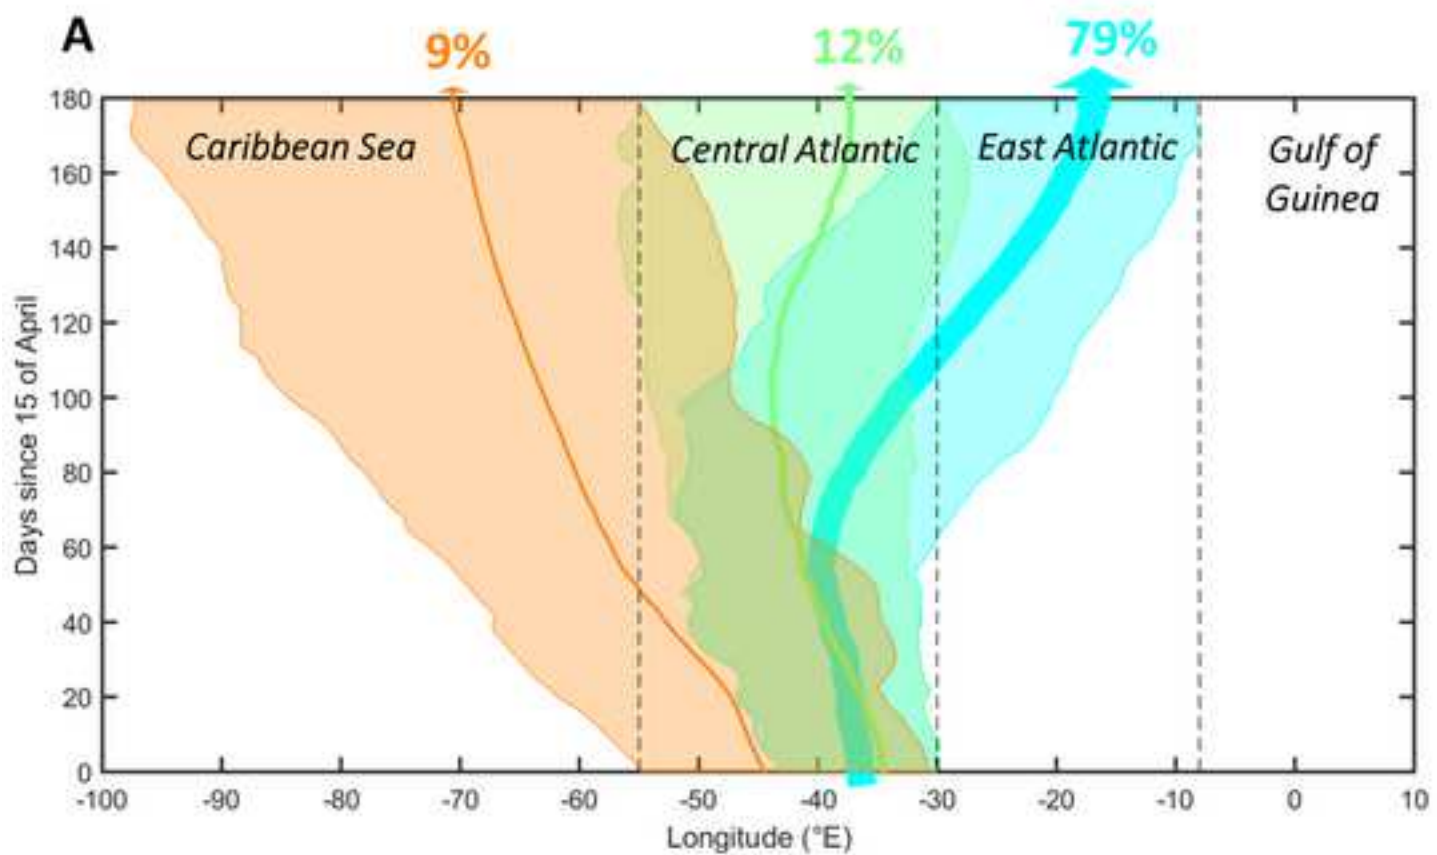 A
9%
12%
79%
180
160
140
120
100
80
60
40
20
0
Days since 15 of April
Caribbean Sea
Central Atlantic
East Atlantic
Gulf of
Guinea
-100 -90 -80 -70 -60 -50 -40 -30 -20 -10 0 10
Longitude (°E)